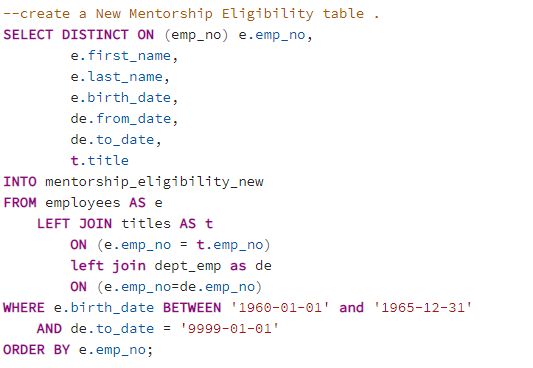 --create a New Mentorship Eligibility table .
SELECT DISTINCT ON (emp_no) e.emp_no,
e.first_name,
e.last_name,
e.birth_date,
de.from_date,
de.to_date,
t.title
INTO mentorship_eligibility_new
FROM employees AS e
LEFT JOIN titles AS t
ON (e.emp_no = t.emp_no)
left join dept_emp as de
ON (e.emp_no=de.emp_no)
WHERE e.birth_date BETWEEN '1960-01-01' and '1965-12-31'
AND de.to_date = '9999-01-01'
ORDER BY e.emp_no;